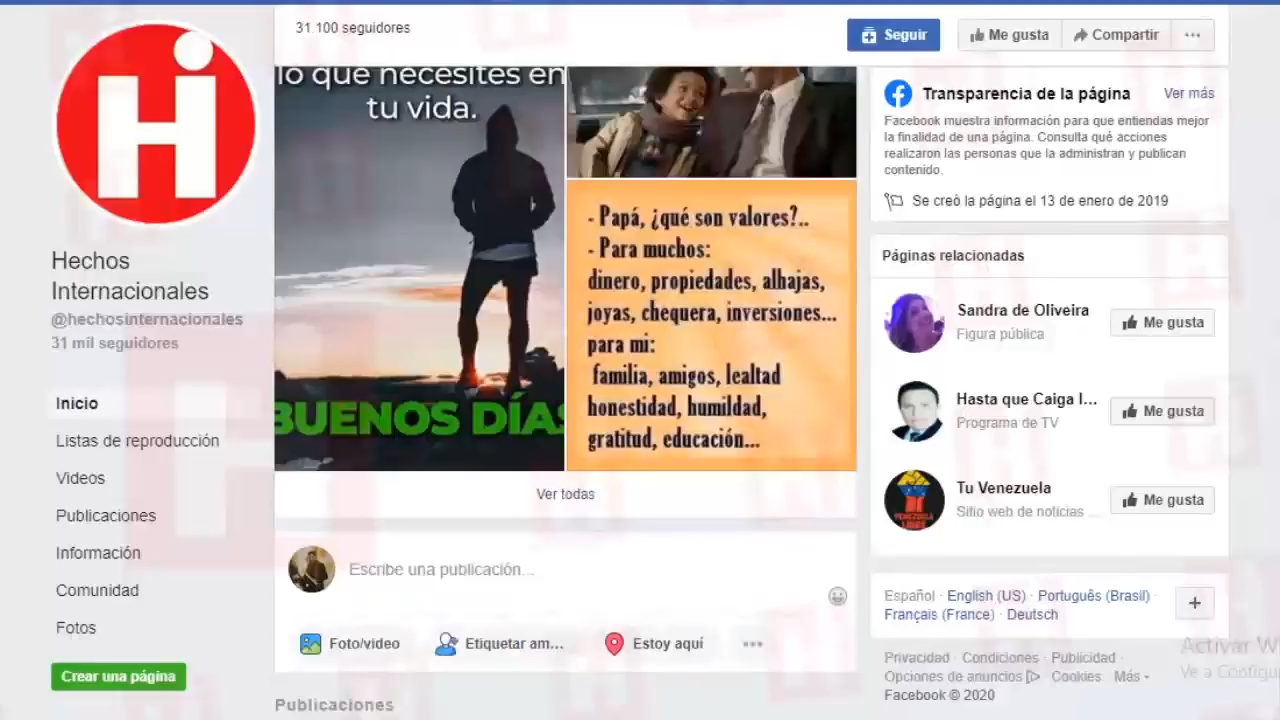 31.100 seguidores
Seguir
Me gusta
Compartir
Hi
Hechos
Internacionales
@hechosinternacionales
31 mil seguidores
Inicio
Listas de reproducción
Videos
Publicaciones
Información
Comunidad
Fotos
Crear una página
lo que necesites en
tu vida.
BUENOS DÍAS
- Papá, ¿qué son valores?..
- Para muchos:
dinero, propiedades, alhajas,
joyas, chequera, inversiones...
para mi:
familia, amigos, lealtad
honestidad, humildad,
gratitud, educación...
Ver todas
Escribe una publicación...
Foto/video
Etiquetar am...
Estoy aquí
Publicaciones
Transparencia de la página
Ver más
Facebook muestra información para que entiendas mejor
la finalidad de una página. Consulta qué acciones
realizaron las personas que la administran y publican
contenido.
Se creó la página el 13 de enero de 2019
Páginas relacionadas
Sandra de Oliveira
Figura pública
Me gusta
Hasta que Caiga l...
Programa de TV
Me gusta
Tu Venezuela
Sitio web de noticias ...
Me gusta
VENEZUELA
LIBRE
Español · English (US) · Português (Brasil) ·
Français (France) · Deutsch
Privacidad · Condiciones · Publicidad ·
Opciones de anuncios · Cookies · Más
Facebook © 2020
Activar W
Ve a Configu